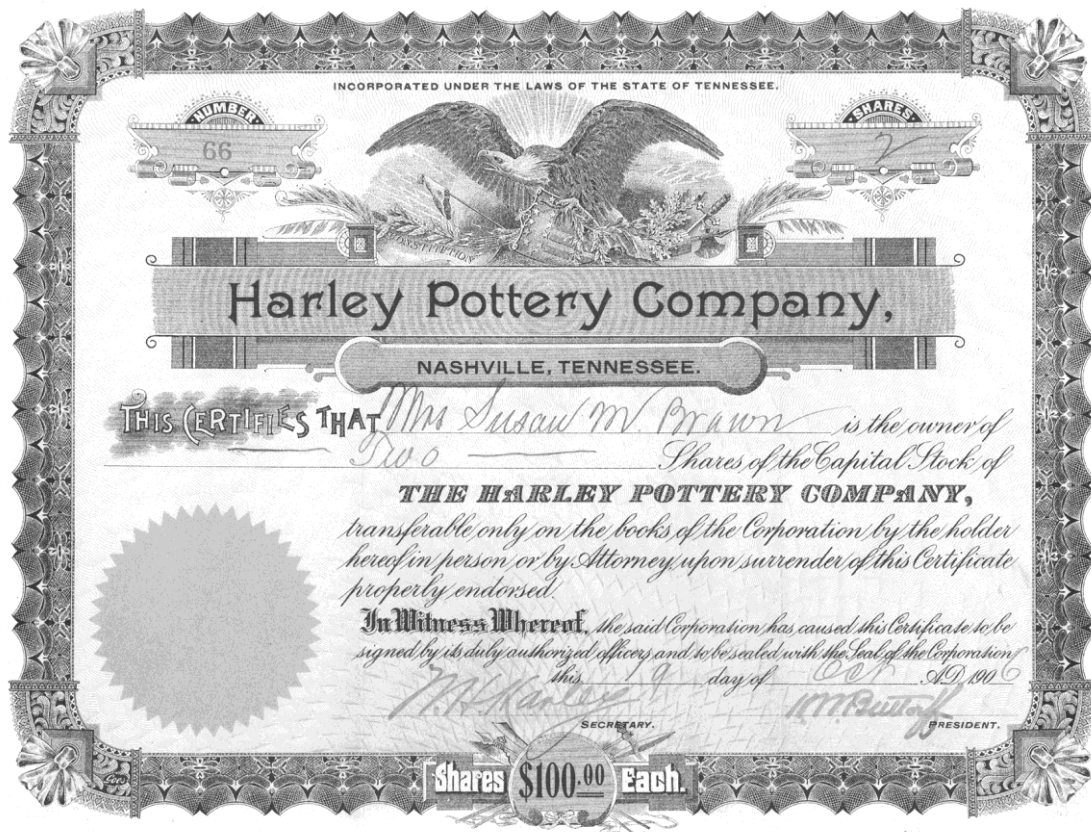 INCORPORATED UNDER THE LAWS OF THE STATE OF TENNESSEE.
NUMBER
SHARES
66
2
CONSTITUTION
Harley Pottery Company,
NASHVILLE, TENNESSEE.
THIS CERTIFIES THAT Mrs Susan M. Brown is the owner of
Two Shares of the Capital Stock of
THE HARLEY POTTERY COMPANY,
transferable only on the books of the Corporation by the holder
hereof in person or by Attorney upon surrender of this Certificate
properly endorsed.
In Witness Whereof, the said Corporation has caused this Certificate to be
signed by its duly authorized officers and to be sealed with the Seal of the Corporation
this 19 day of Oct A.D. 1906
W. H. Harley
SECRETARY.
PRESIDENT.
Shares $100.00 Each.